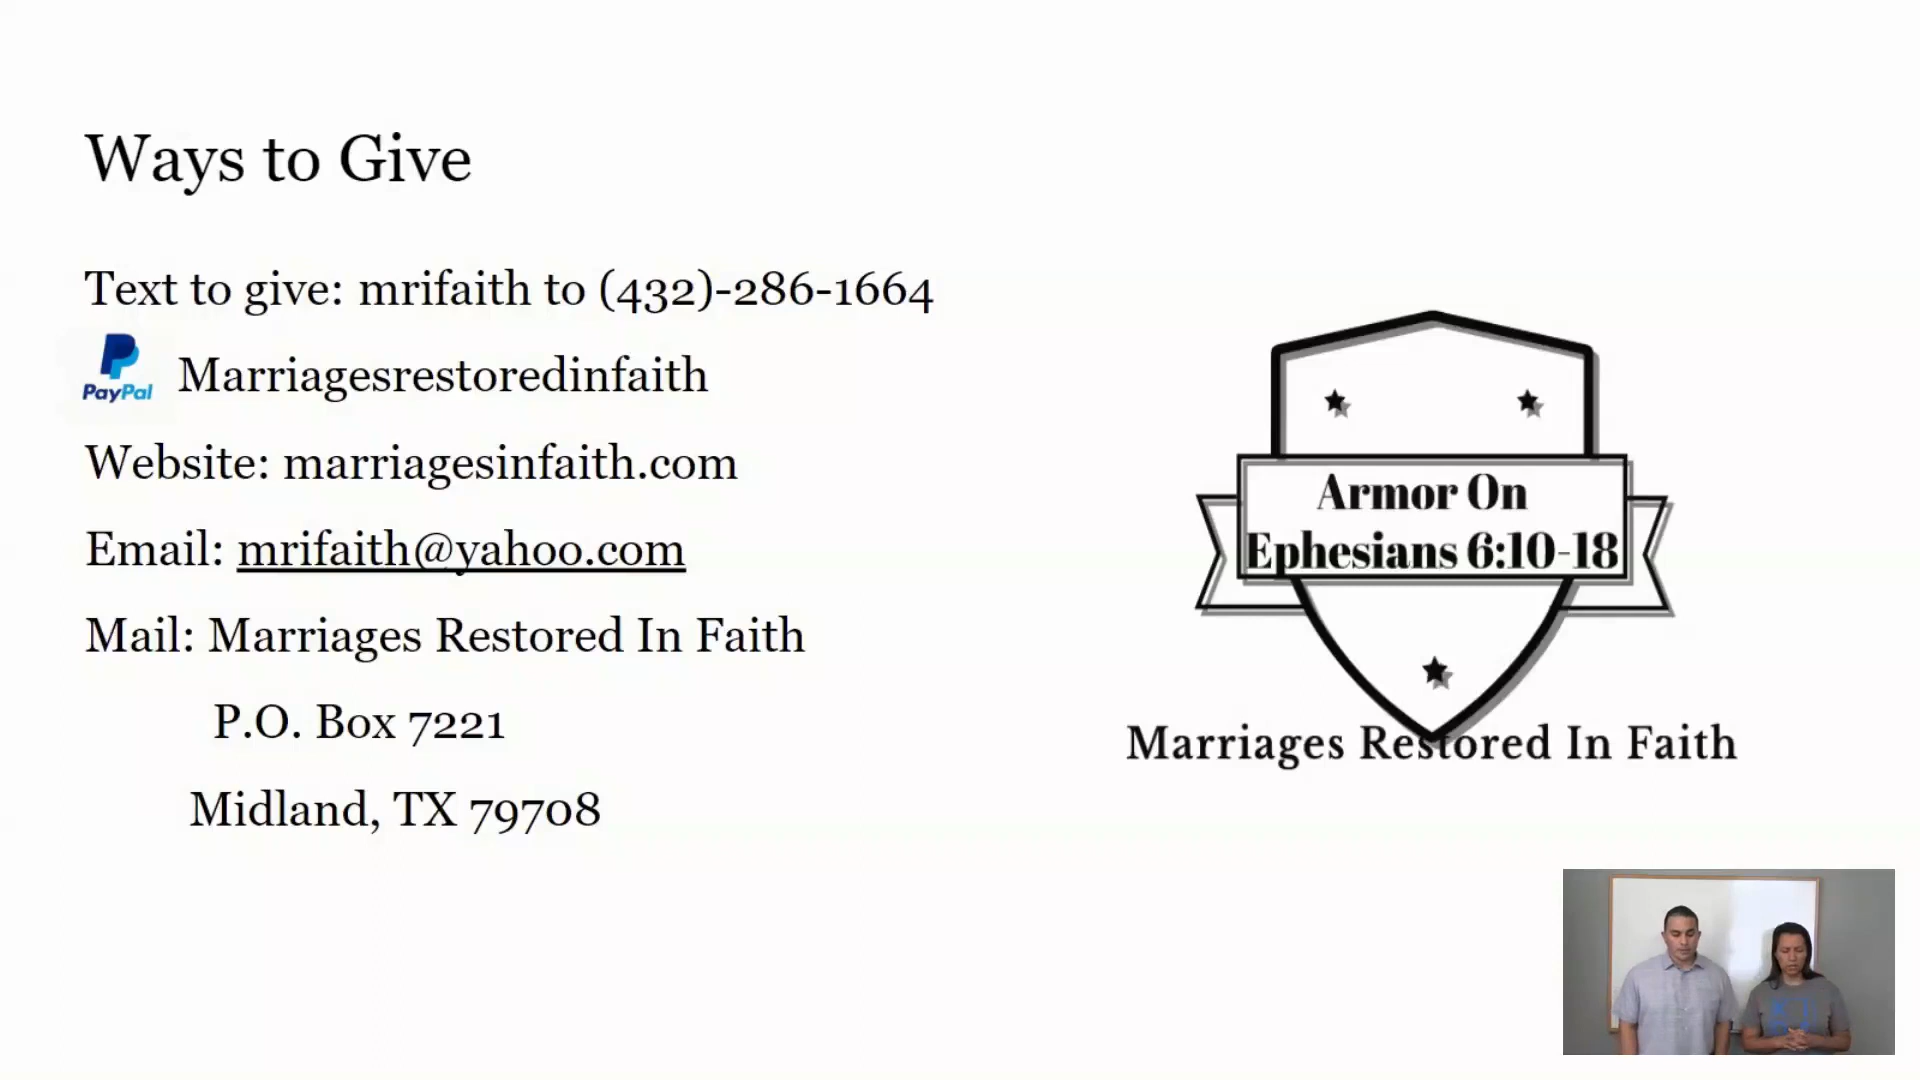 Ways to Give
Text to give: mrifaith to (432)-286-1664
PayPal Marriagesrestoredinfaith
Website: marriagesinfaith.com
Email: mrifaith@yahoo.com
Mail: Marriages Restored In Faith
P.O. Box 7221
Midland, TX 79708
Armor On
Ephesians 6:10-18
Marriages Restored In Faith